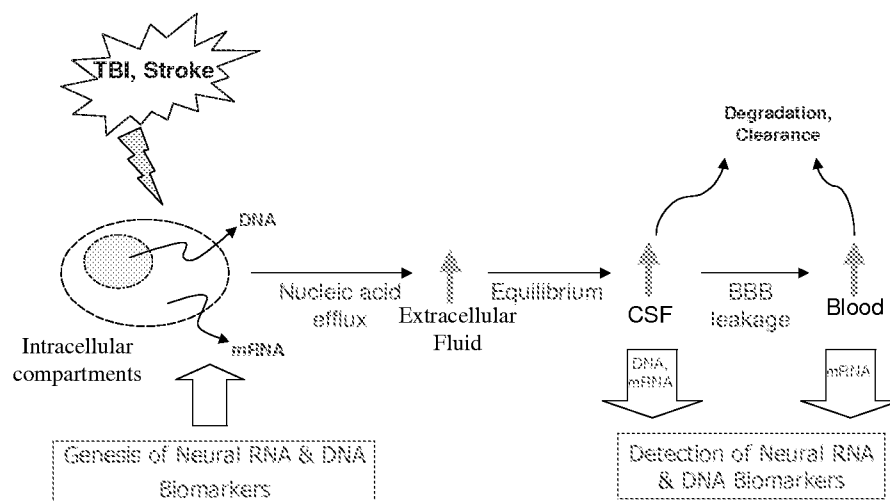 TBI, Stroke
Degradation,
Clearance
DNA
mRNA
Intracellular
compartments
Nucleic acid
efflux
Extracellular
Fluid
Equilibrium
CSF
BBB
leakage
Blood
DNA,
mRNA
mRNA
Genesis of Neural RNA & DNA
Biomarkers
Detection of Neural RNA
& DNA Biomarkers